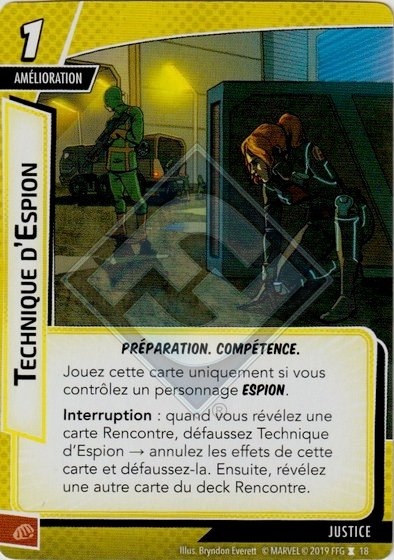 1
AMÉLIORATION
TECHNIQUE D'ESPION
PRÉPARATION. COMPÉTENCE.
Jouez cette carte uniquement si vous
contrôlez un personnage ESPION.
Interruption : quand vous révélez une
carte Rencontre, défaussez Technique
d'Espion → annulez les effets de cette
carte et défaussez-la. Ensuite, révélez
une autre carte du deck Rencontre.
JUSTICE
Illus. Bryndon Everett © MARVEL © 2019 FFG 18